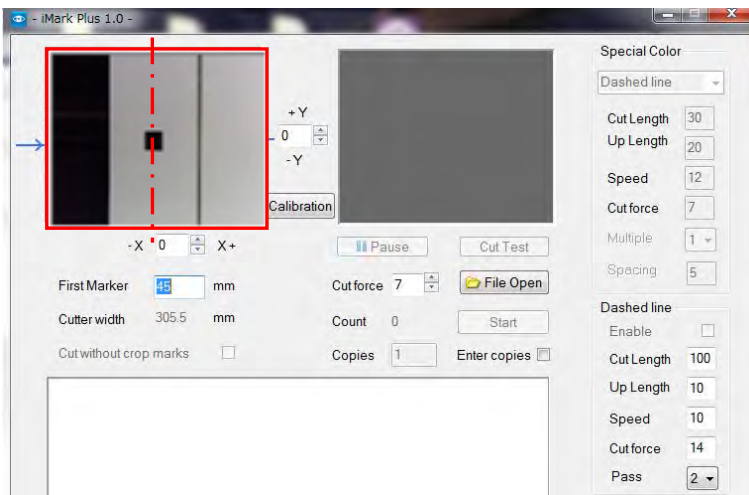 - iMark Plus 1.0 -
+Y
0
-Y
Calibration
-X 0 X+
Pause
Cut Test
First Marker 45 mm
Cut force 7
File Open
Cutter width 305.5 mm
Count 0
Start
Cut without crop marks
Copies 1
Enter copies
Special Color
Dashed line
Cut Length 30
Up Length 20
Speed 12
Cut force 7
Multiple 1
Spacing 5
Dashed line
Enable
Cut Length 100
Up Length 10
Speed 10
Cut force 14
Pass 2